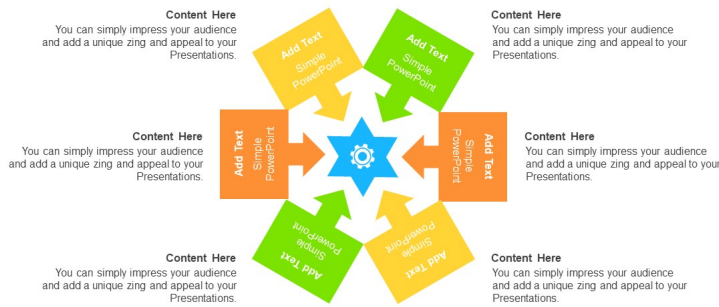 Content Here
You can simply impress your audience
and add a unique zing and appeal to your
Presentations.
Add Text
Simple
PowerPoint
Add Text
Simple
PowerPoint
Content Here
You can simply impress your audience
and add a unique zing and appeal to your
Presentations.
Content Here
You can simply impress your audience
and add a unique zing and appeal to your
Presentations.
Add Text
Simple
PowerPoint
Add Text
Simple
PowerPoint
Content Here
You can simply impress your audience
and add a unique zing and appeal to your
Presentations.
Content Here
You can simply impress your audience
and add a unique zing and appeal to your
Presentations.
Add Text
Simple
PowerPoint
Add Text
Simple
PowerPoint
Content Here
You can simply impress your audience
and add a unique zing and appeal to your
Presentations.